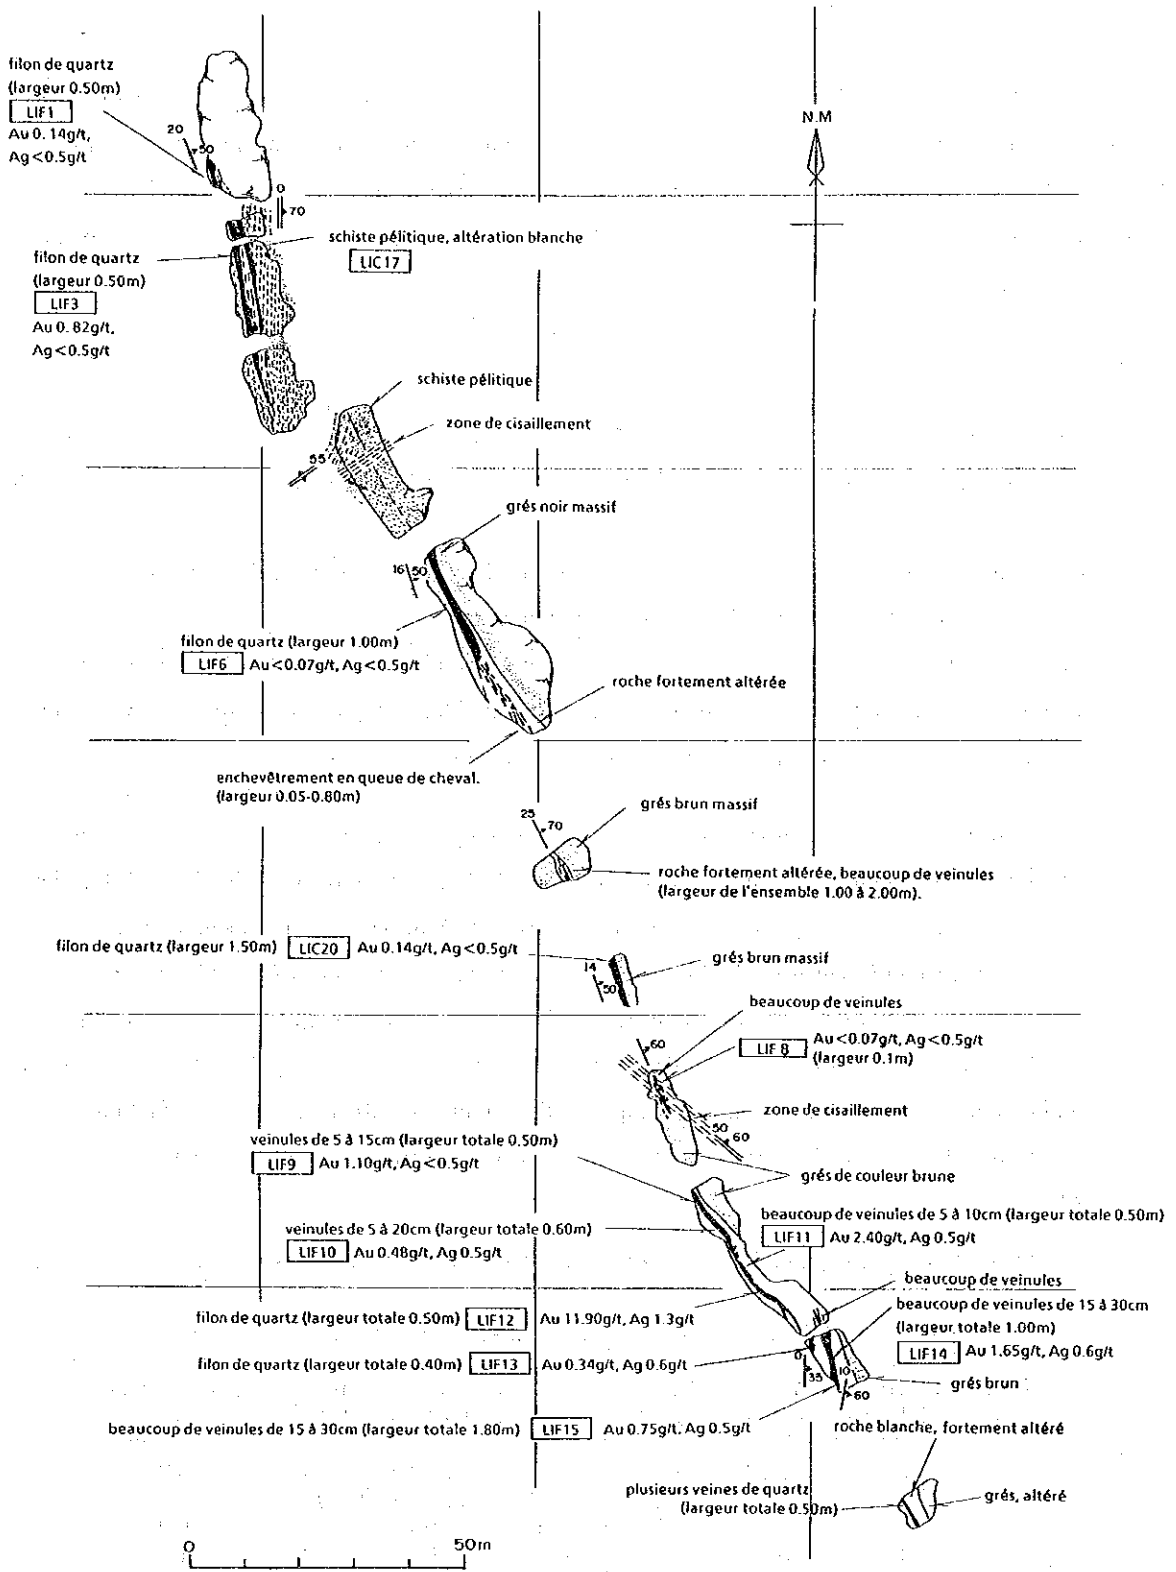 filon de quartz
(largeur 0.50m)
LIF1
Au 0.14g/t,
Ag<0.5g/t
20
50
N.M
0
70
schiste pélitique, altération blanche
LIC17
filon de quartz
(largeur 0.50m)
LIF3
Au 0.82g/t,
Ag<0.5g/t
schiste pélitique
zone de cisaillement
55
grés noir massif
16
50
filon de quartz (largeur 1.00m)
LIF6 Au<0.07g/t, Ag<0.5g/t
roche fortement altérée
enchevêtrement en queue de cheval.
(largeur 0.05-0.80m)
25
70
grés brun massif
roche fortement altérée, beaucoup de veinules
(largeur de l'ensemble 1.00 à 2.00m).
filon de quartz (largeur 1.50m) LIC20 Au 0.14g/t, Ag<0.5g/t
14
50
grés brun massif
beaucoup de veinules
60
LIF8 Au<0.07g/t, Ag<0.5g/t
(largeur 0.1m)
zone de cisaillement
50
60
veinules de 5 à 15cm (largeur totale 0.50m)
LIF9 Au 1.10g/t, Ag<0.5g/t
grés de couleur brune
veinules de 5 à 20cm (largeur totale 0.60m)
LIF10 Au 0.48g/t, Ag 0.5g/t
beaucoup de veinules de 5 à 10cm (largeur totale 0.50m)
LIF11 Au 2.40g/t, Ag 0.5g/t
beaucoup de veinules
filon de quartz (largeur totale 0.50m) LIF12 Au 11.90g/t, Ag 1.3g/t
beaucoup de veinules de 15 à 30cm
(largeur totale 1.00m)
LIF14 Au 1.65g/t, Ag 0.6g/t
filon de quartz (largeur totale 0.40m) LIF13 Au 0.34g/t, Ag 0.6g/t
0
35
10
60
grés brun
beaucoup de veinules de 15 à 30cm (largeur totale 1.80m) LIF15 Au 0.75g/t, Ag 0.5g/t
roche blanche, fortement altéré
plusieurs veines de quartz
(largeur totale 0.50m)
grés, altéré
0
50m